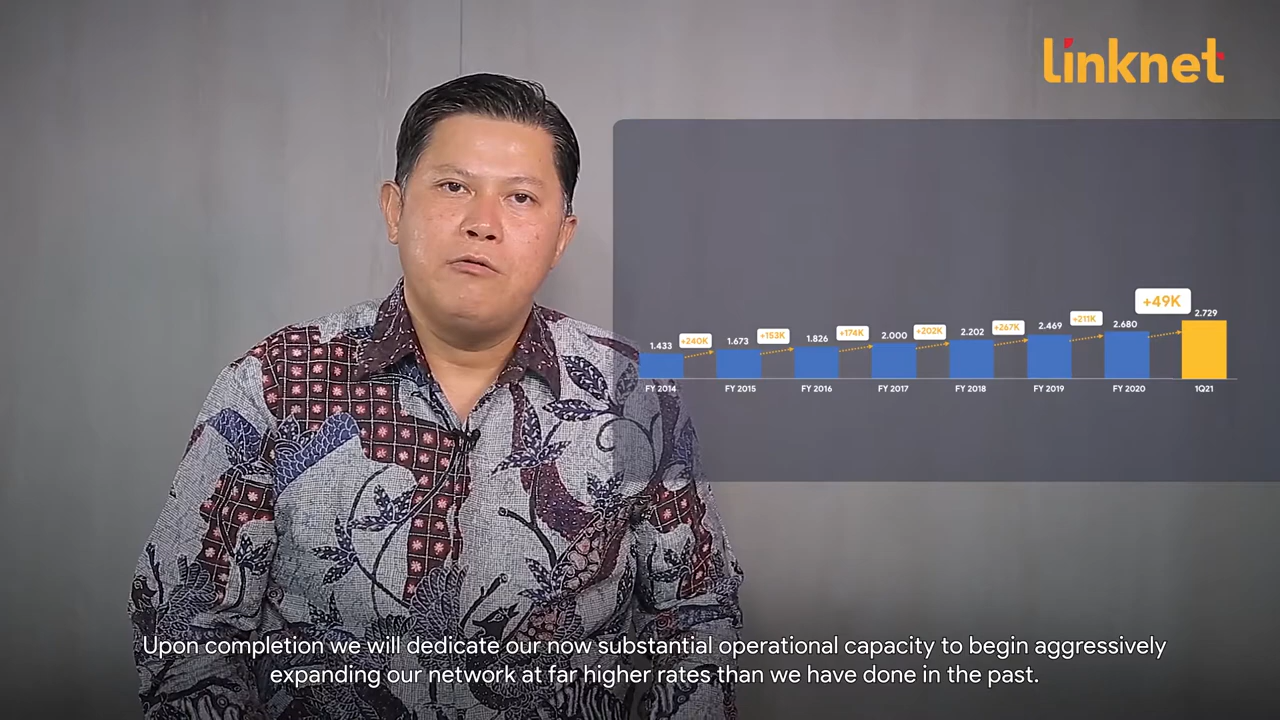 linknet
+49K
2.729
+211K
2.680
+267K
2.469
+202K
2.202
+174K
2.000
+153K
1.826
+240K
1.673
1.433
FY 2014 FY 2015 FY 2016 FY 2017 FY 2018 FY 2019 FY 2020 1Q21
Upon completion we will dedicate our now substantial operational capacity to begin aggressively
expanding our network at far higher rates than we have done in the past.